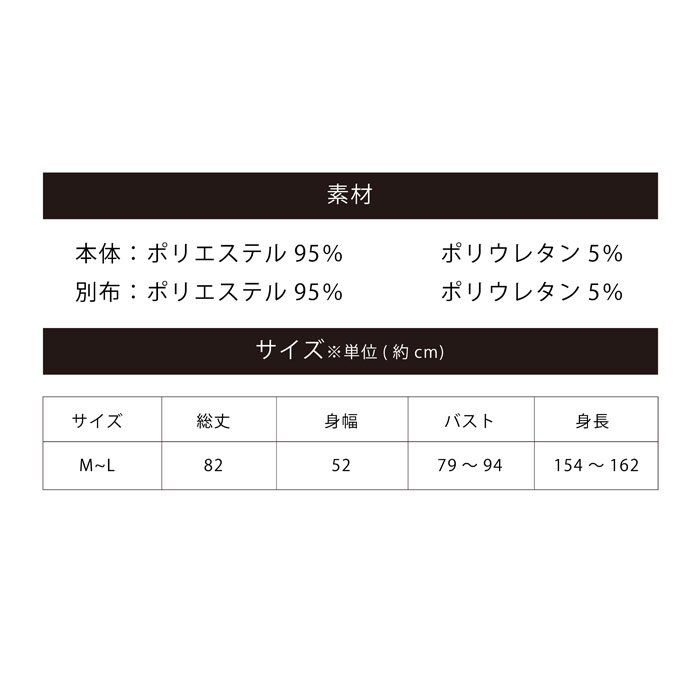 素材
本体：ポリエステル 95% ポリウレタン 5%
別布：ポリエステル 95% ポリウレタン 5%
サイズ※単位 ( 約 cm)
サイズ 総丈 身幅 バスト 身長
M~L 82 52 79 〜 94 154 〜 162